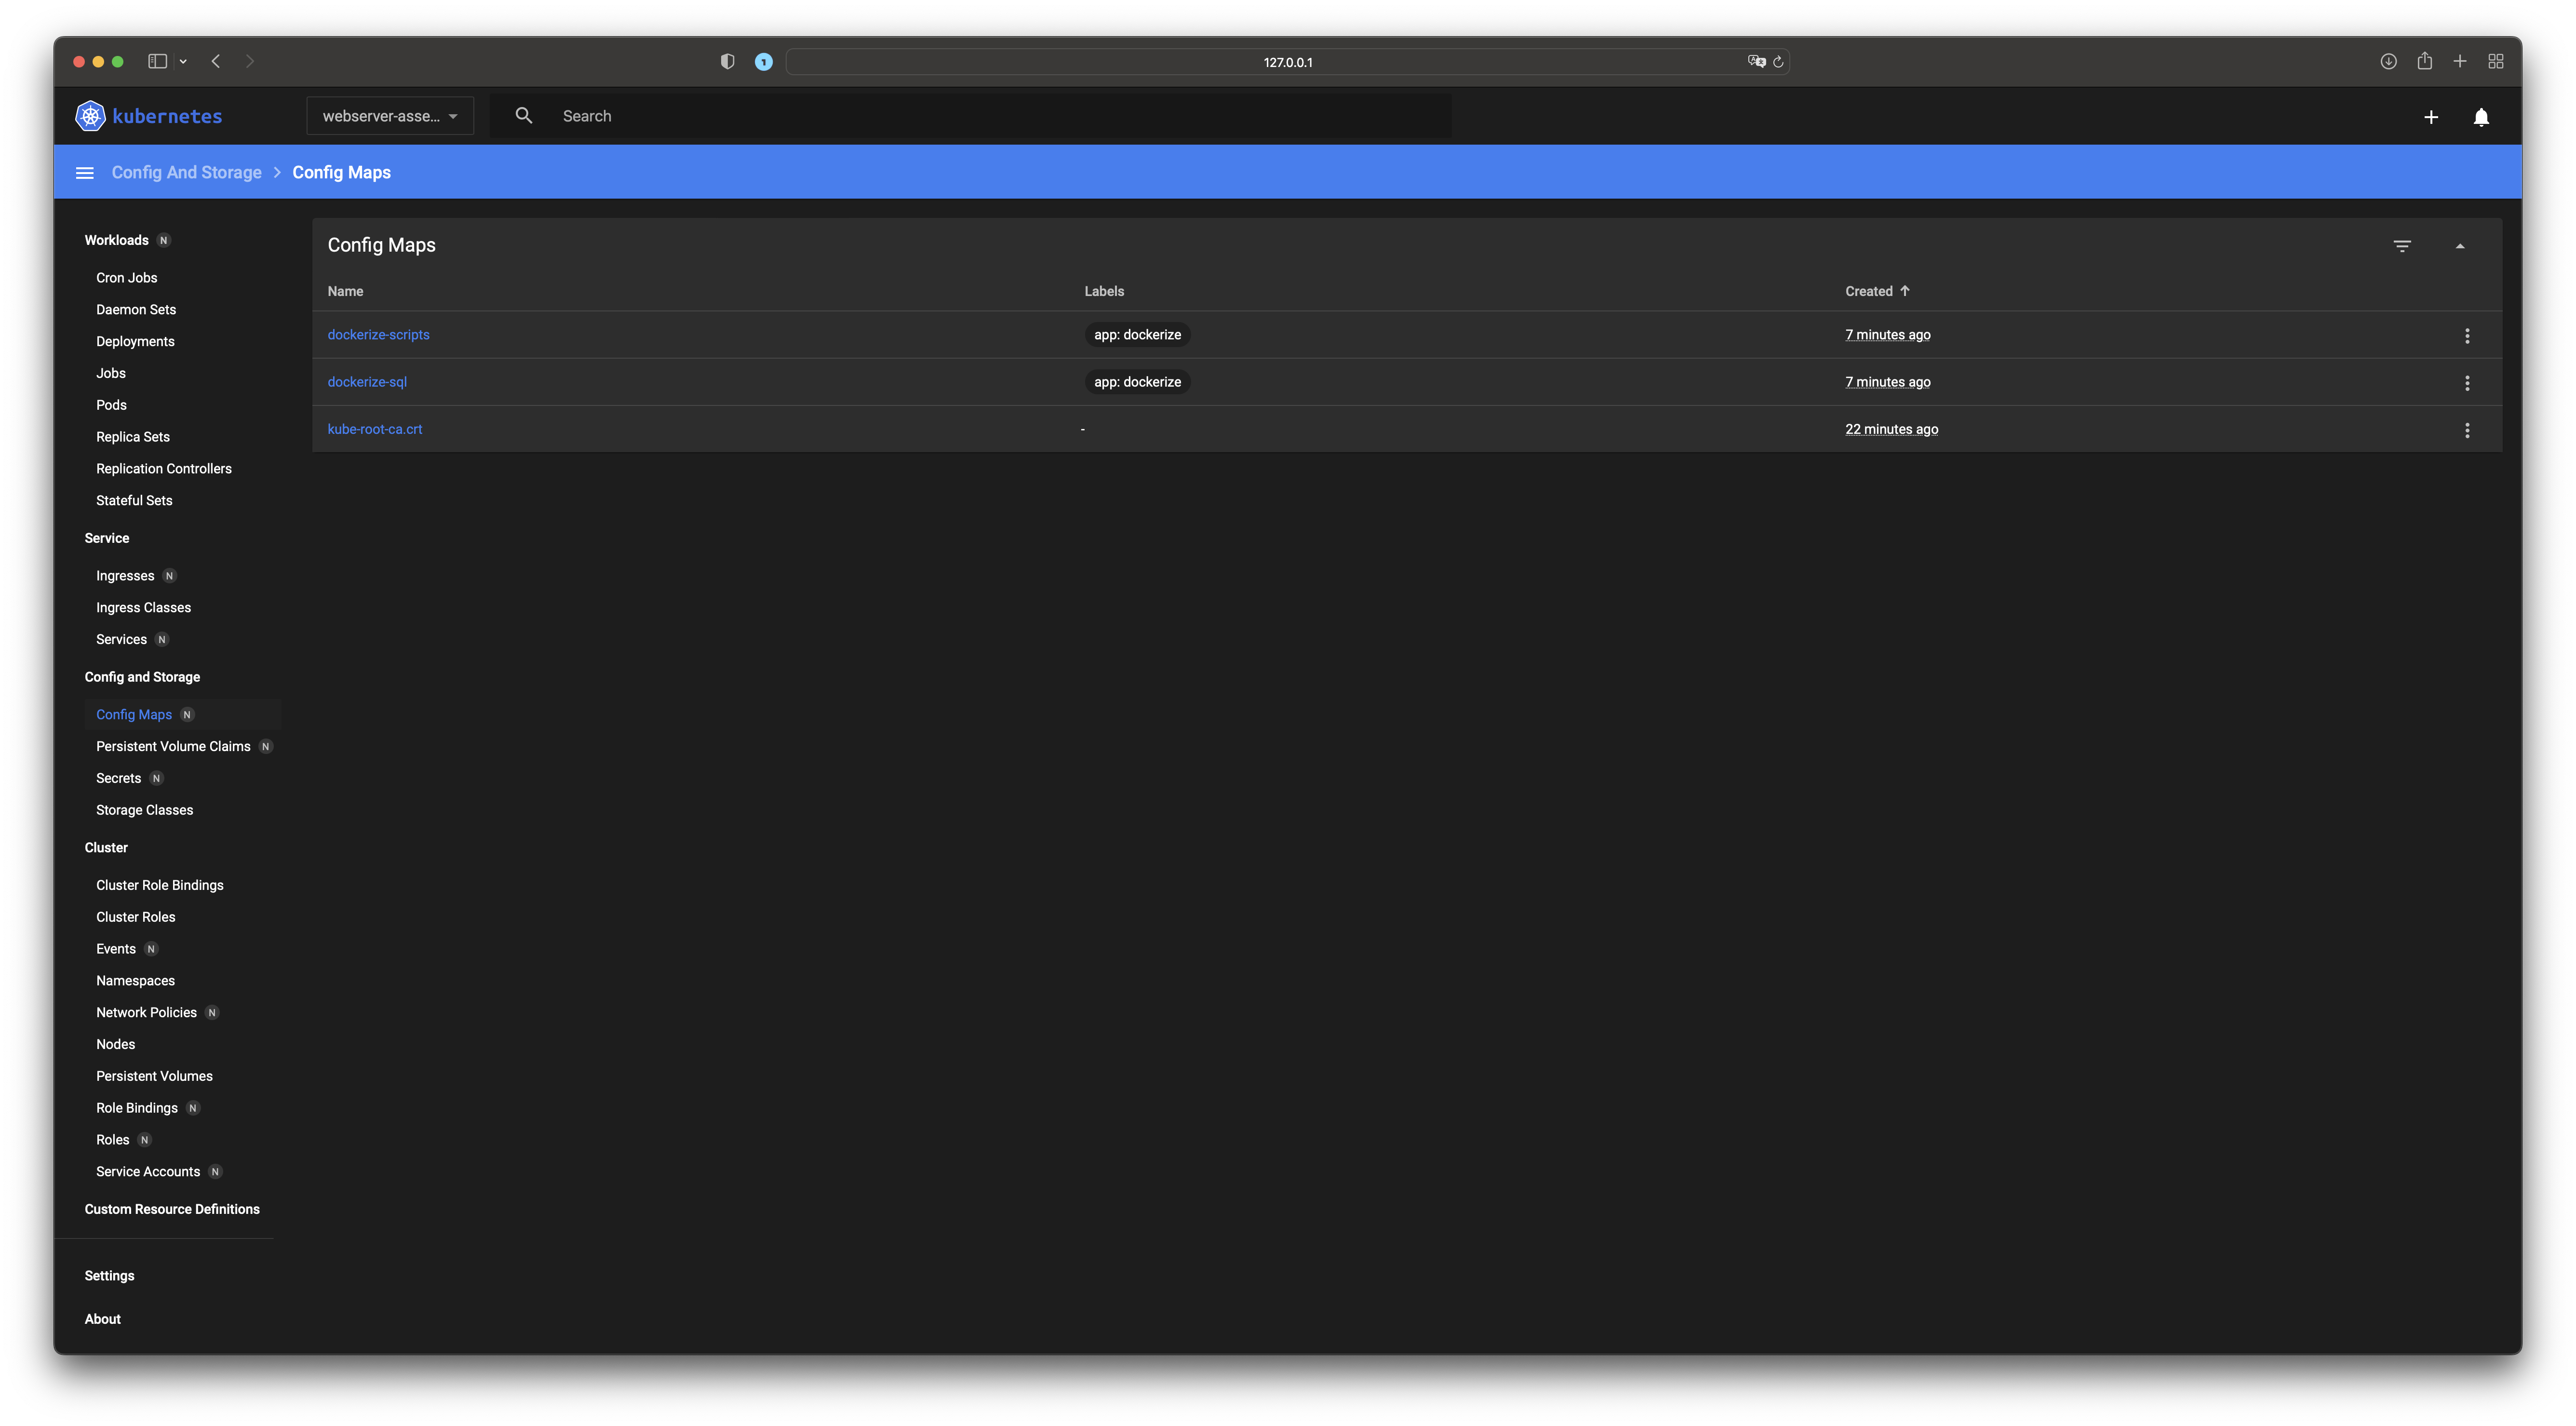 127.0.0.1
kubernetes
webserver-asse...
Search
Config And Storage > Config Maps
Workloads N
Cron Jobs
Daemon Sets
Deployments
Jobs
Pods
Replica Sets
Replication Controllers
Stateful Sets
Service
Ingresses N
Ingress Classes
Services N
Config and Storage
Config Maps N
Persistent Volume Claims N
Secrets N
Storage Classes
Cluster
Cluster Role Bindings
Cluster Roles
Events N
Namespaces
Network Policies N
Nodes
Persistent Volumes
Role Bindings N
Roles N
Service Accounts N
Custom Resource Definitions
Settings
About
Config Maps
Name Labels Created
dockerize-scripts app: dockerize 7 minutes ago
dockerize-sql app: dockerize 7 minutes ago
kube-root-ca.crt - 22 minutes ago